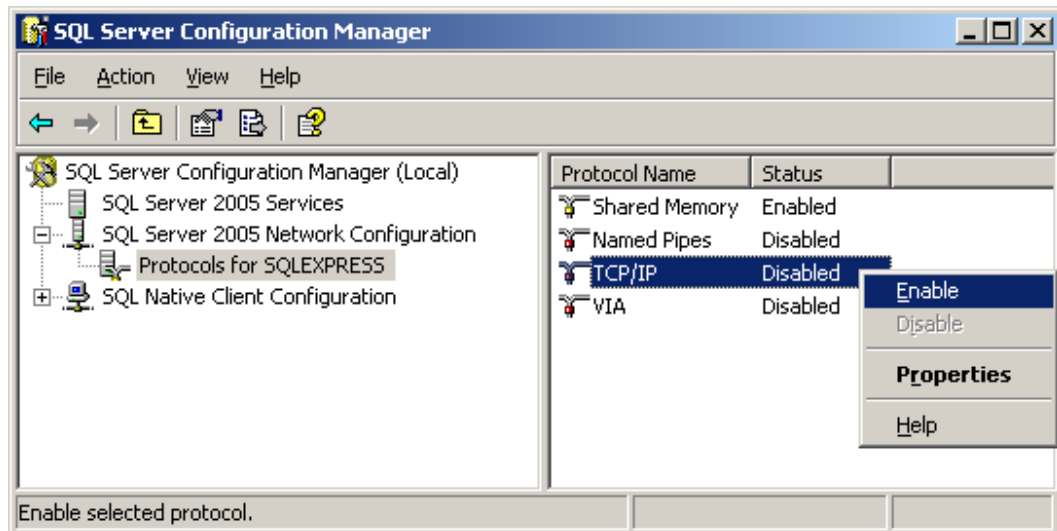 SQL Server Configuration Manager
File Action View Help
SQL Server Configuration Manager (Local)
SQL Server 2005 Services
SQL Server 2005 Network Configuration
Protocols for SQLEXPRESS
SQL Native Client Configuration
Protocol Name Status
Shared Memory Enabled
Named Pipes Disabled
TCP/IP Disabled
VIA Disabled
Enable
Disable
Properties
Help
Enable selected protocol.